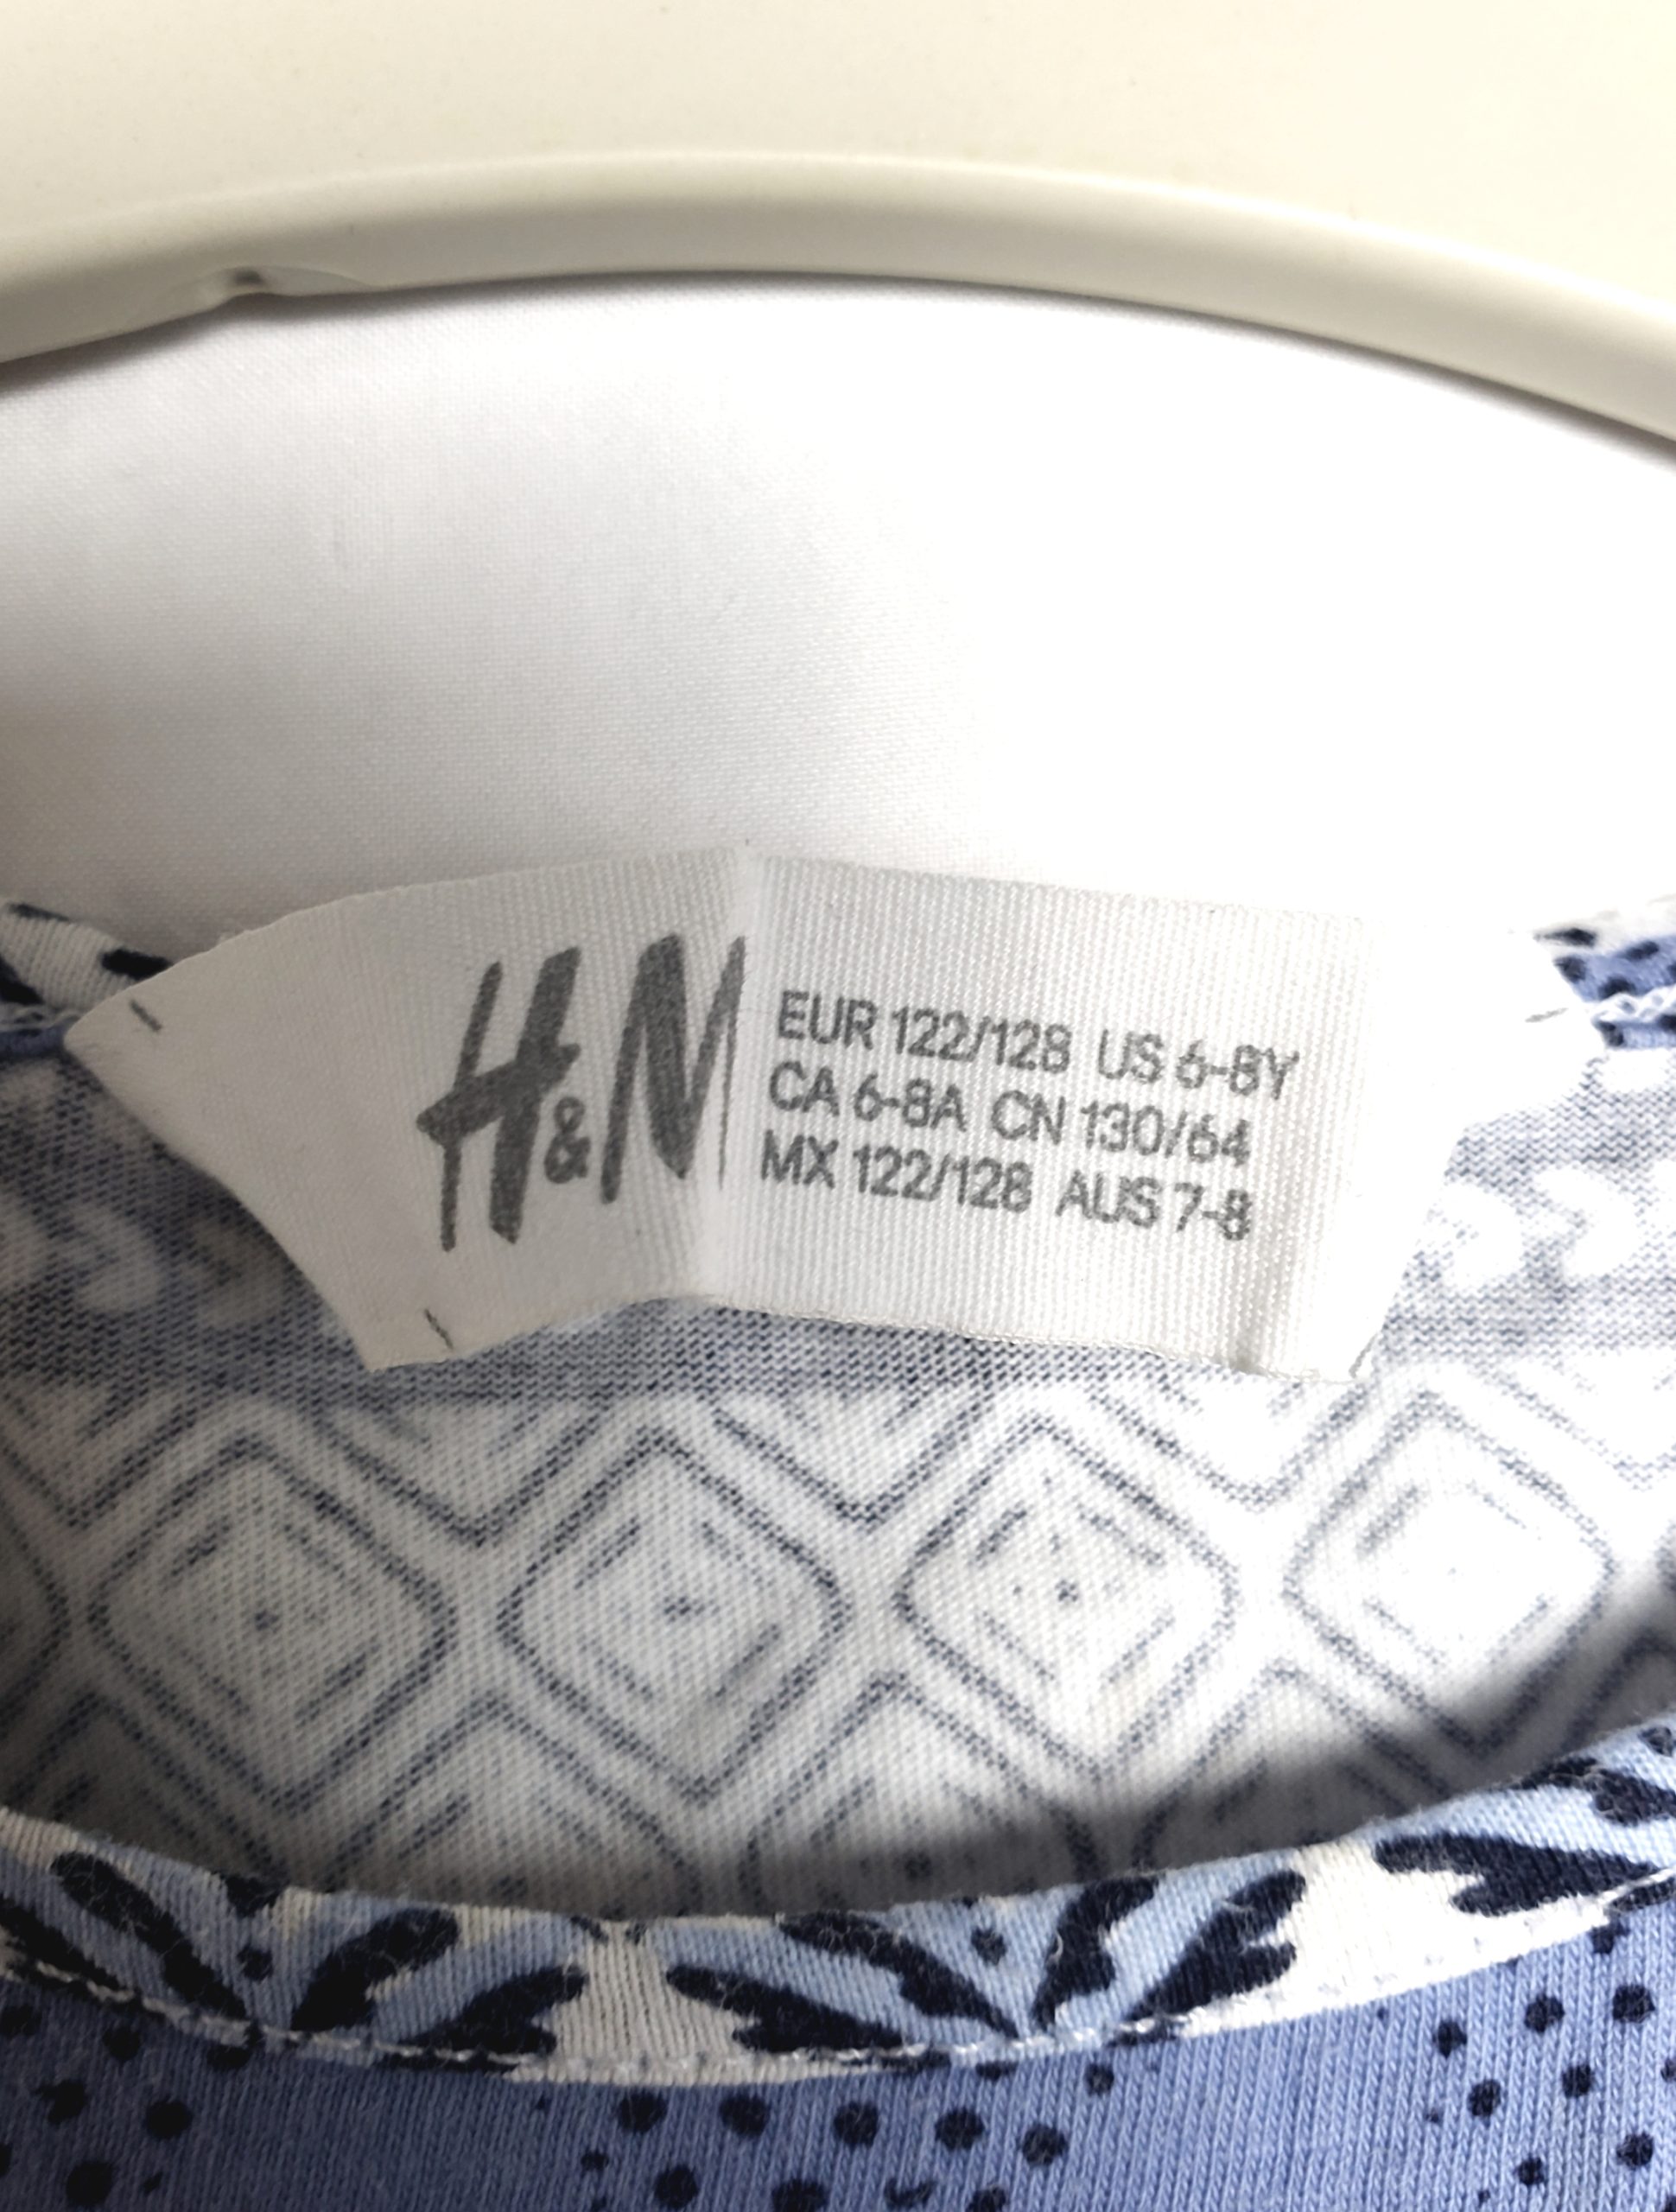 H&M
EUR 122/128 US 6-8Y
CA 6-8A CN 130/64
MX 122/128 AUS 7-8